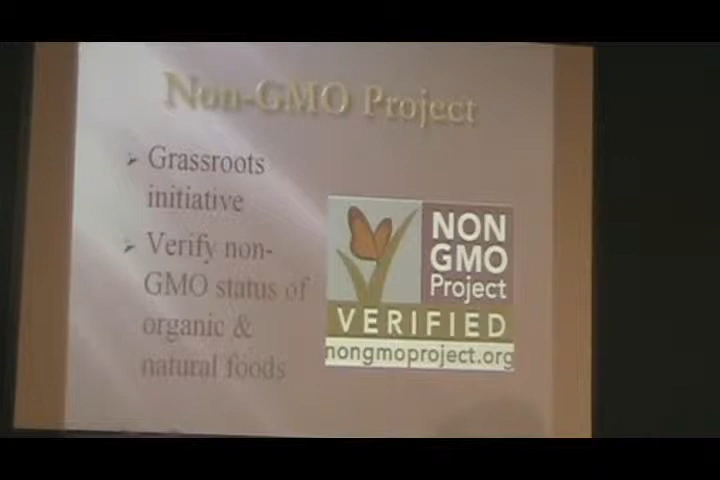 Non-GMO Project
➢ Grassroots
initiative
➢ Verify non-
GMO status of
organic &
natural foods
NON
GMO
Project
VERIFIED
nongmoproject.org